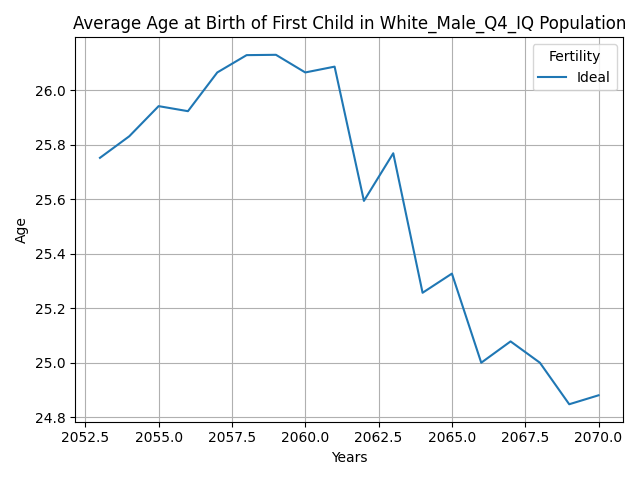 Average Age at Birth of First Child in White_Male_Q4_IQ Population
Fertility
Ideal
26.0
25.8
25.6
25.4
25.2
25.0
24.8
Age
2052.5 2055.0 2057.5 2060.0 2062.5 2065.0 2067.5 2070.0
Years